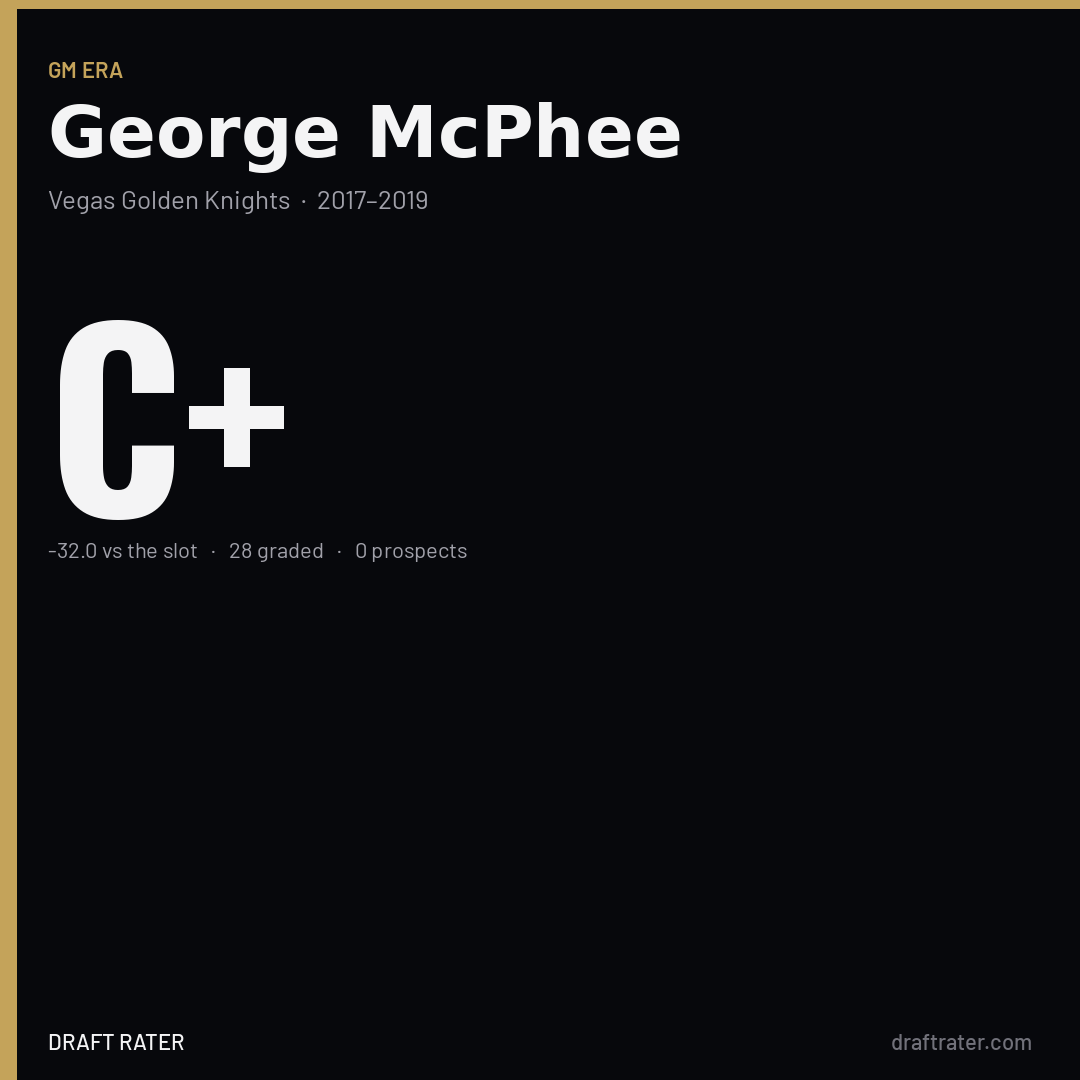 GM ERA
George McPhee
Vegas Golden Knights · 2017–2019
C+
-32.0 vs the slot · 28 graded · 0 prospects
DRAFT RATER
draftrater.com